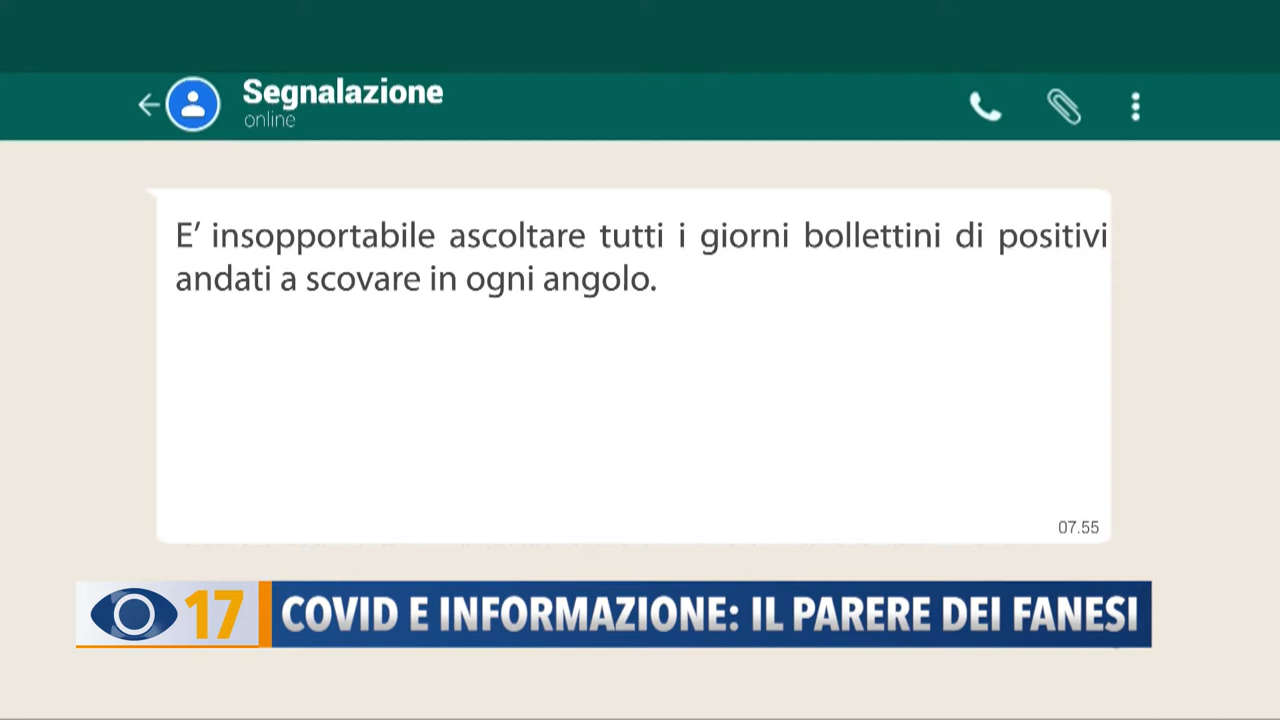 Segnalazione
online
E’ insopportabile ascoltare tutti i giorni bollettini di positivi
andati a scovare in ogni angolo.
07.55
17 COVID E INFORMAZIONE: IL PARERE DEI FANESI